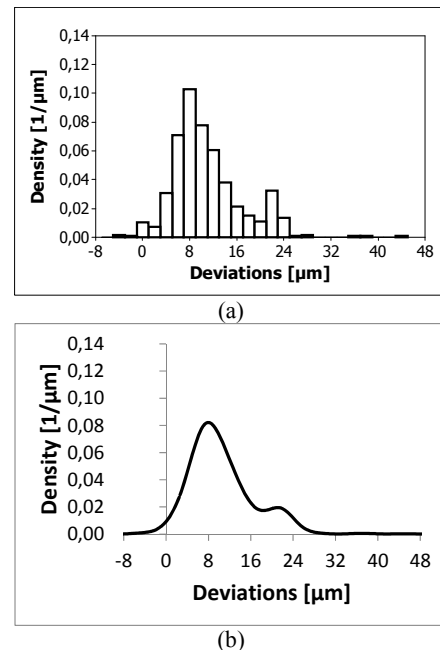 0,14
0,12
0,10
0,08
0,06
0,04
0,02
0,00
Density [1/µm]
-8 0 8 16 24 32 40 48
Deviations [µm]
(a)
0,14
0,12
0,10
0,08
0,06
0,04
0,02
0,00
Density [1/µm]
-8 0 8 16 24 32 40 48
Deviations [µm]
(b)